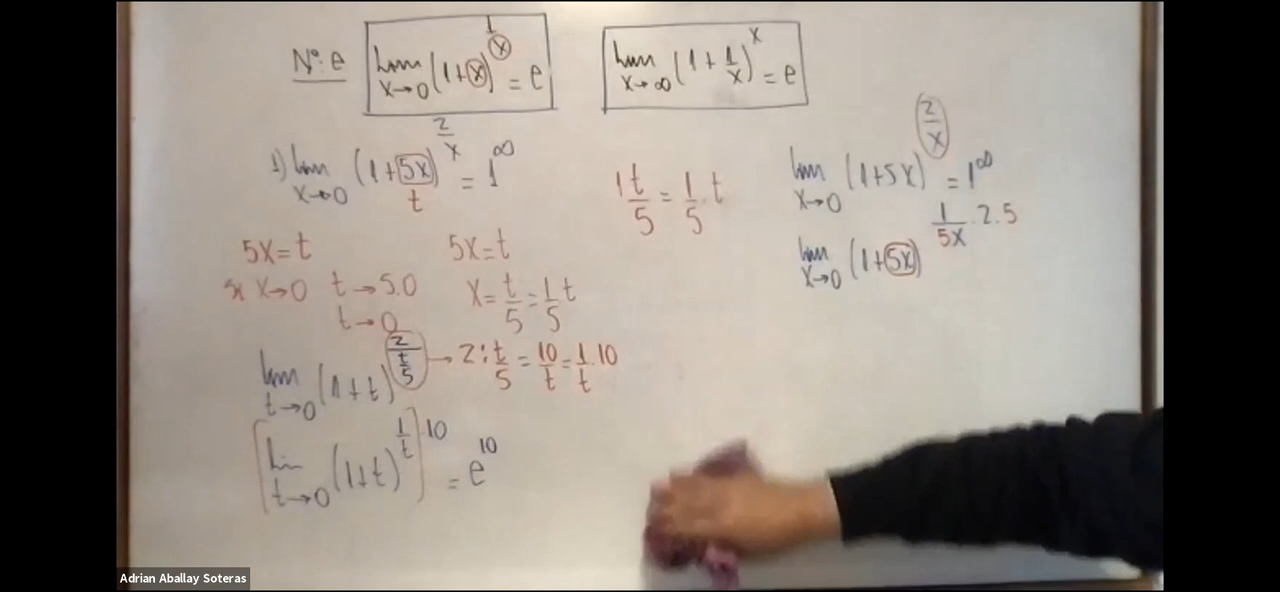 Nº e lim x→0 (1+x)^(1/x) = e
lim x→∞ (1+1/x)^x = e
1) lim x→0 (1+5x)^(2/x) = 1^∞
t
5x=t
si x→0 t→5.0
t→0
5x=t
x=t/5=1/5 t
lim t→0 (1+t)^(2/(t/5)) → 2:t/5=10/t=1/t.10
[lim t→0 (1+t)^(1/t)]^10 = e^10
1t/5=1/5.t
lim x→0 (1+5x)^(2/x) = 1^∞
lim x→0 (1+5x)^(1/5x .2.5)
Adrian Aballay Soteras